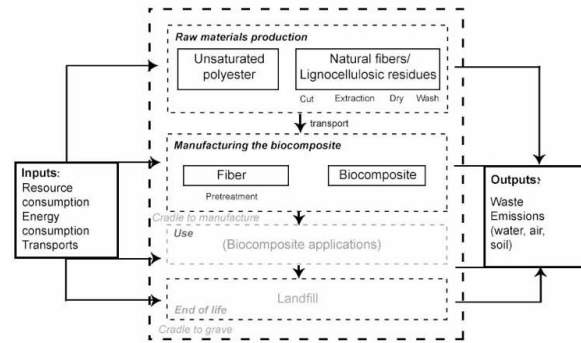 Raw materials production
Unsaturated
polyester
Natural fibers/
Lignocellulosic residues
Cut Extraction Dry Wash
transport
Manufacturing the biocomposite
Fiber
Biocomposite
Pretreatment
Cradle to manufacture
Use
(Biocomposite applications)
Landfill
End of life
Cradle to grave
Inputs:
Resource
consumption
Energy
consumption
Transports
Outputs:
Waste
Emissions
(water, air,
soil)